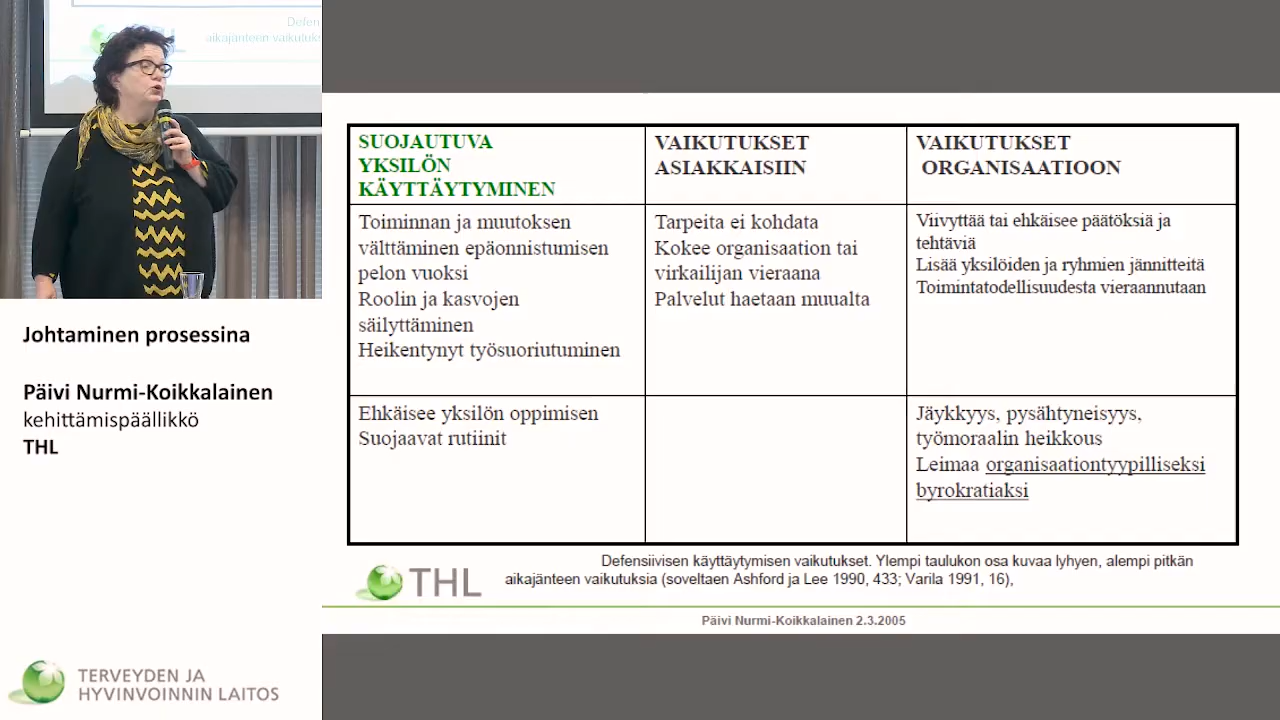 Defen
aikajänteen vaikutuks
Johtaminen prosessina
Päivi Nurmi-Koikkalainen
kehittämispäällikkö
THL
TERVEYDEN JA
HYVINVOINNIN LAITOS
SUOJAUTUVA
YKSILÖN
KÄYTTÄYTYMINEN
VAIKUTUKSET
ASIAKKAISIIN
VAIKUTUKSET
ORGANISAATIOON
Toiminnan ja muutoksen
välttäminen epäonnistumisen
pelon vuoksi
Roolin ja kasvojen
säilyttäminen
Heikentynyt työsuoriutuminen
Tarpeita ei kohdata
Kokee organisaation tai
virkailijan vieraana
Palvelut haetaan muualta
Viivyttää tai ehkäisee päätöksiä ja
tehtäviä
Lisää yksilöiden ja ryhmien jännitteitä
Toimintatodellisuudesta vieraannutaan
Ehkäisee yksilön oppimisen
Suojaavat rutiinit
Jäykkyys, pysähtyneisyys,
työmoraalin heikkous
Leimaa organisaationtyypilliseksi
byrokratiaksi
THL
Defensiivisen käyttäytymisen vaikutukset. Ylempi taulukon osa kuvaa lyhyen, alempi pitkän
aikajänteen vaikutuksia (soveltaen Ashford ja Lee 1990, 433; Varila 1991, 16),
Päivi Nurmi-Koikkalainen 2.3.2005